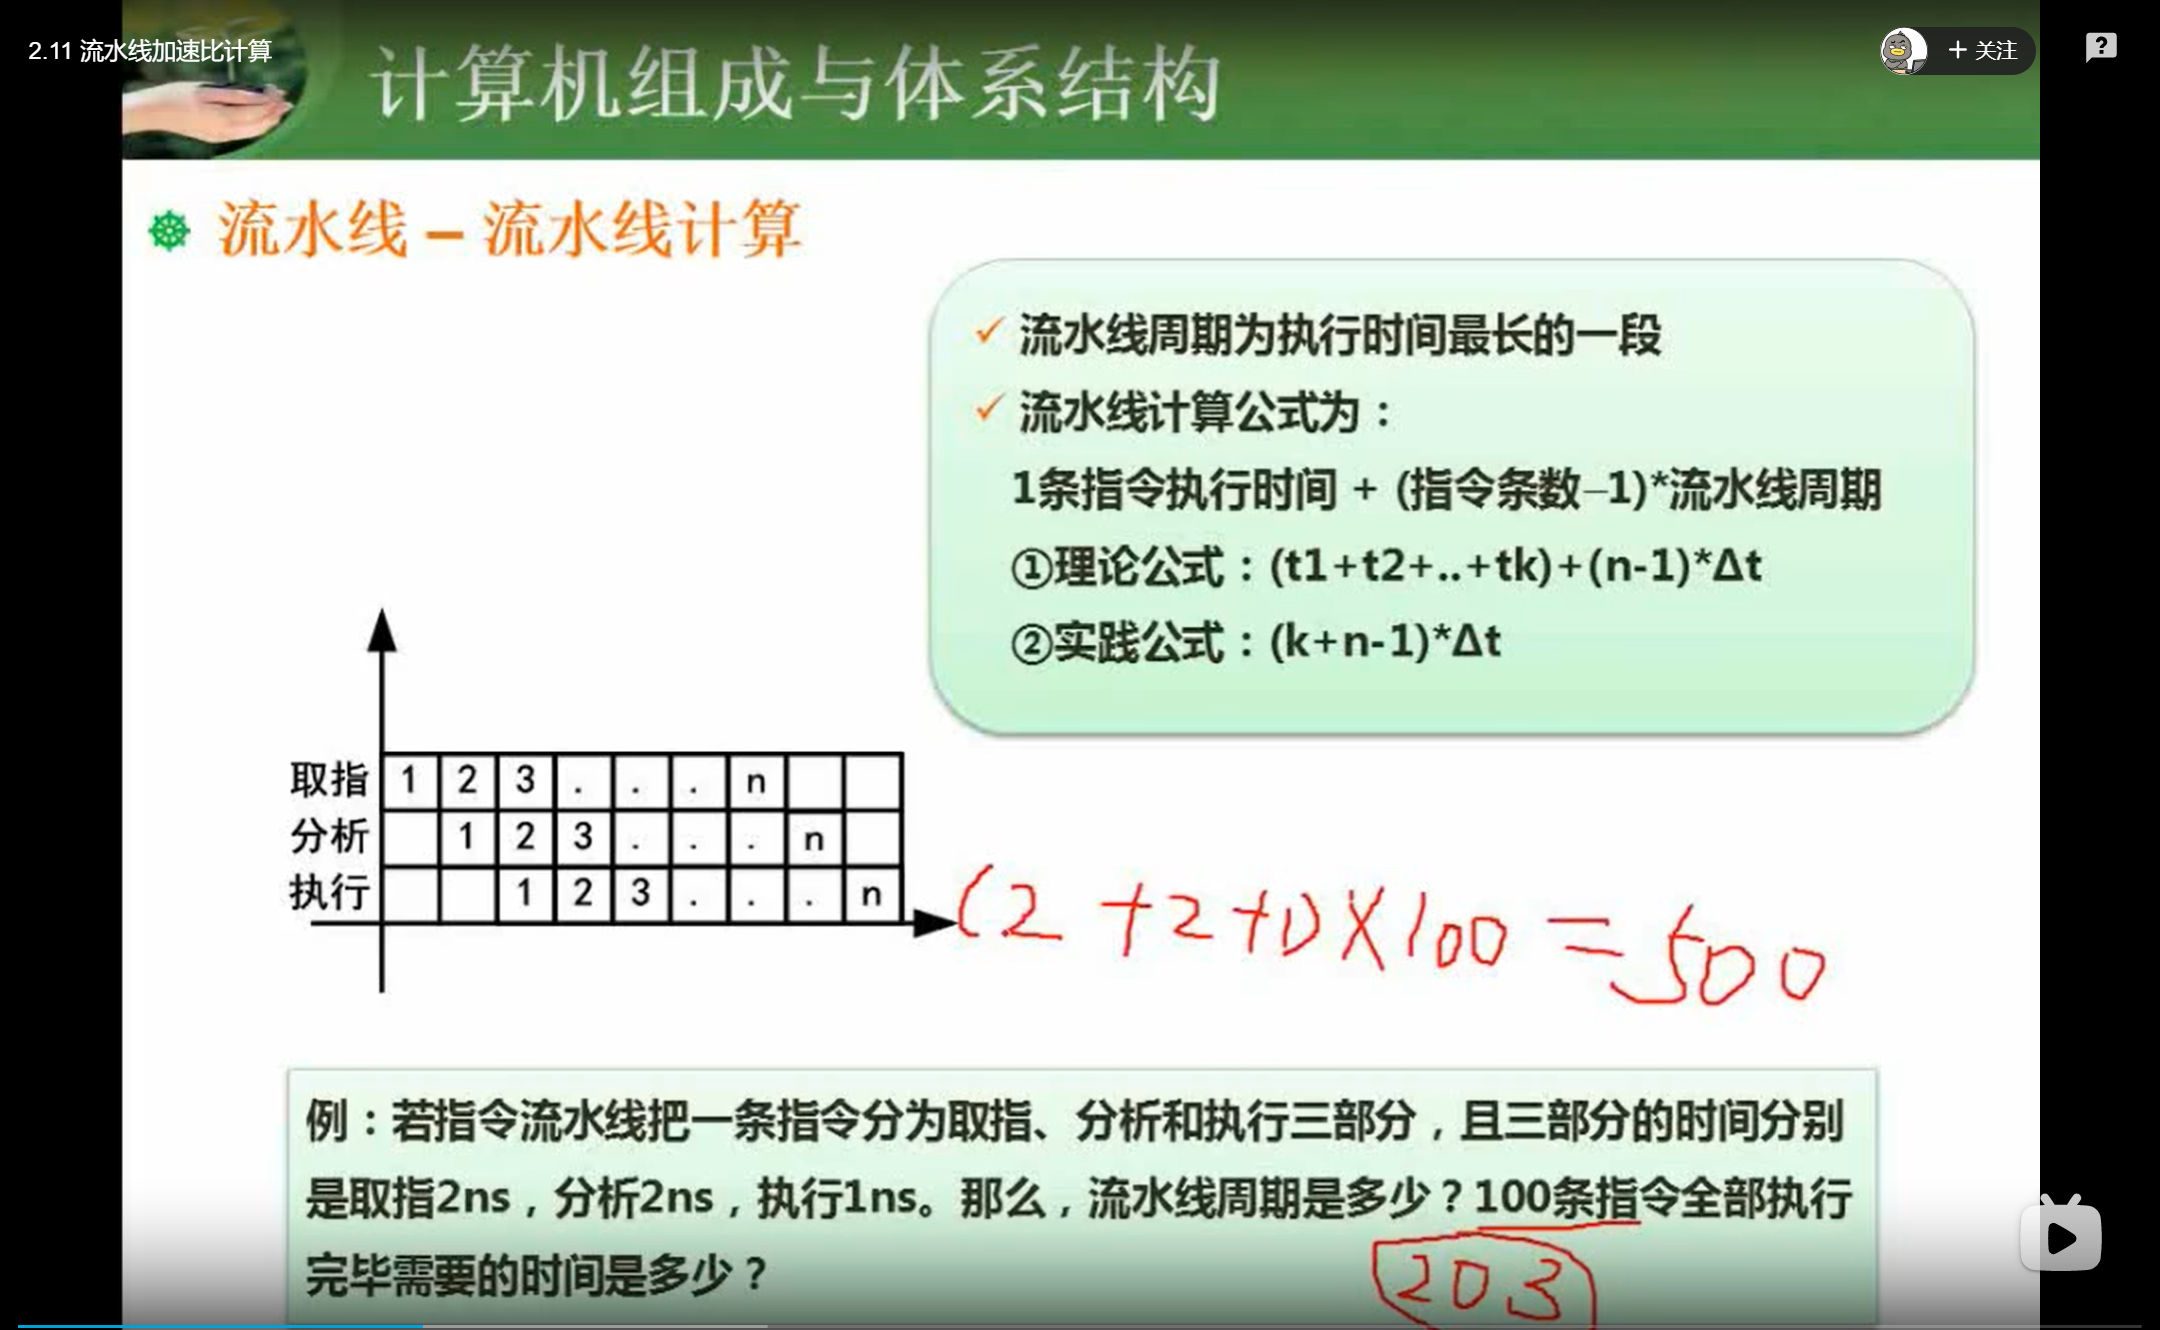 2.11 流水线加速比计算
计算机组成与体系结构
+ 关注
?
流水线 – 流水线计算
✓ 流水线周期为执行时间最长的一段
✓ 流水线计算公式为：
1条指令执行时间 + (指令条数–1)*流水线周期
①理论公式：(t1+t2+..+tk)+(n-1)*Δt
②实践公式：(k+n-1)*Δt
取指 1 2 3 . . . n
分析 1 2 3 . . . n
执行 1 2 3 . . . n
(2+2+1)X100=500
例：若指令流水线把一条指令分为取指、分析和执行三部分，且三部分的时间分别
是取指2ns，分析2ns，执行1ns。那么，流水线周期是多少？100条指令全部执行
完毕需要的时间是多少？
203